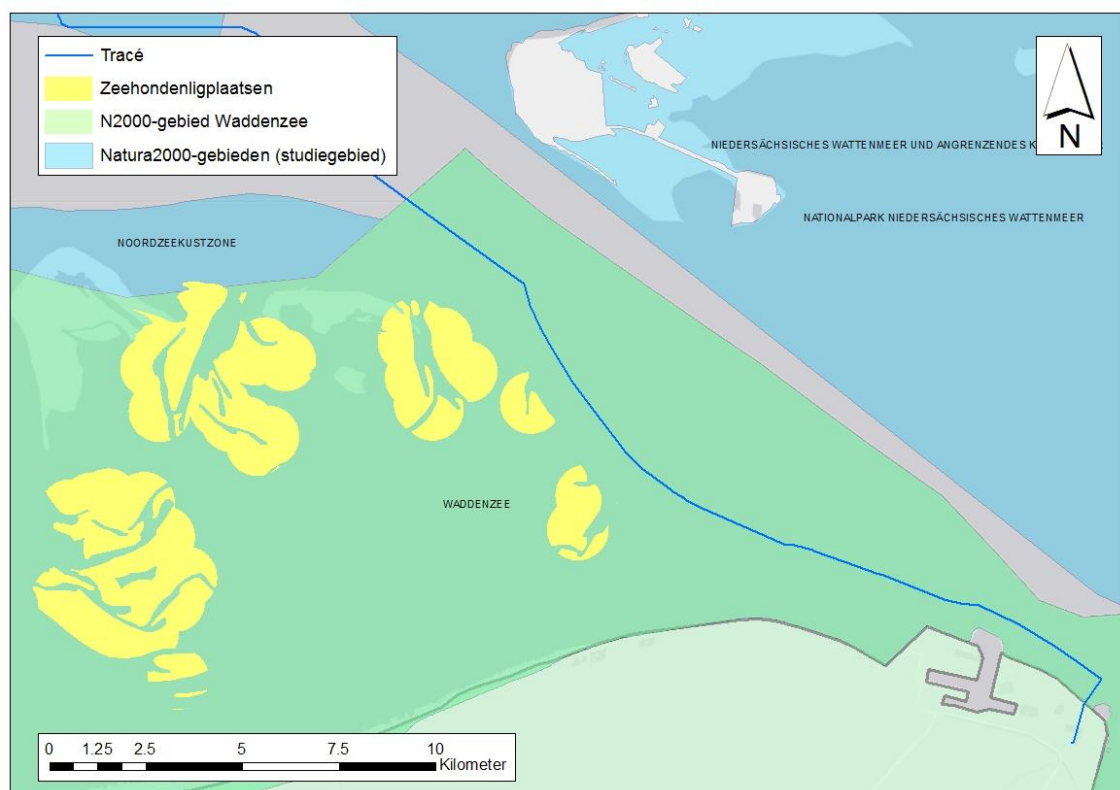 Tracé
Zeehondenligplaatsen
N2000-gebied Waddenzee
Natura2000-gebieden (studiegebied)
N
NIEDERSÄCHSISCHES WATTENMEER UND ANGRENZENDES K
NATIONALPARK NIEDERSÄCHSISCHES WATTENMEER
NOORDZEEKUSTZONE
WADDENZEE
0 1.25 2.5 5 7.5 10
Kilometer